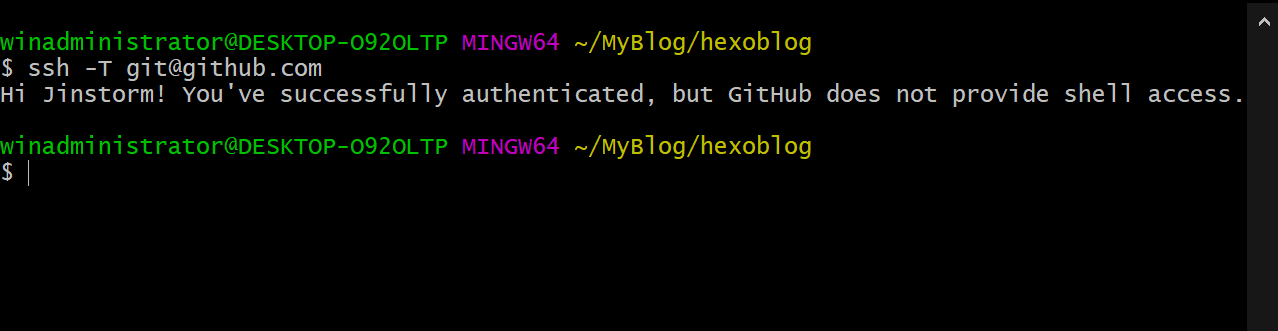 winadministrator@DESKTOP-O92OLTP MINGW64 ~/MyBlog/hexoblog
$ ssh -T git@github.com
Hi Jinstorm! You've successfully authenticated, but GitHub does not provide shell access.
winadministrator@DESKTOP-O92OLTP MINGW64 ~/MyBlog/hexoblog
$